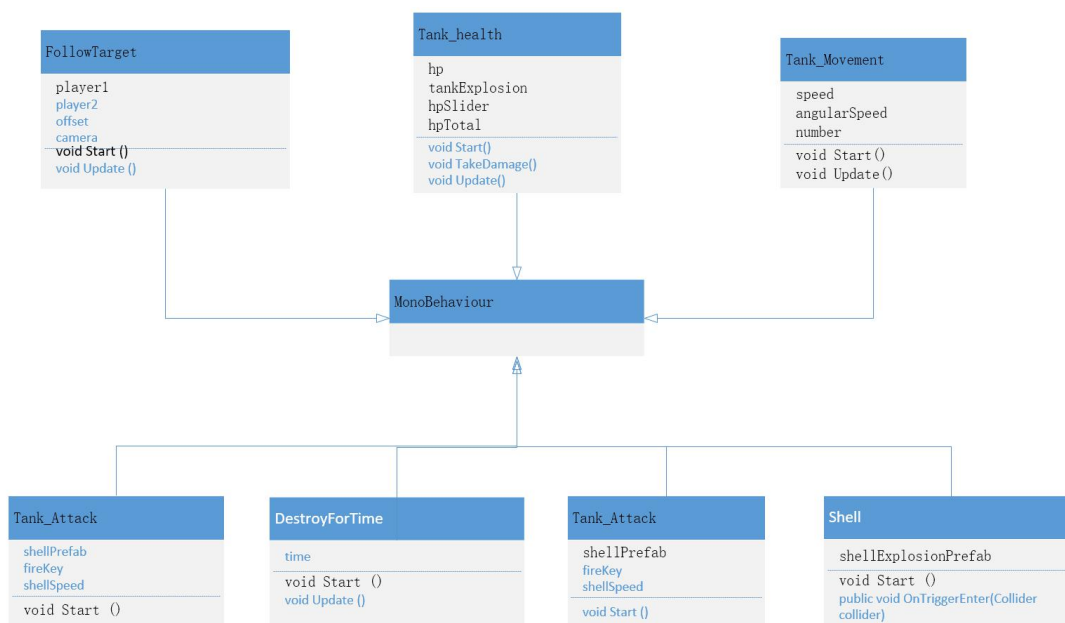 FollowTarget
player1
player2
offset
camera
void Start ()
void Update ()
Tank_health
hp
tankExplosion
hpSlider
hpTotal
void Start()
void TakeDamage()
void Update()
Tank_Movement
speed
angularSpeed
number
void Start()
void Update()
MonoBehaviour
Tank_Attack
shellPrefab
fireKey
shellSpeed
void Start ()
DestroyForTime
time
void Start ()
void Update ()
Tank_Attack
shellPrefab
fireKey
shellSpeed
void Start ()
Shell
shellExplosionPrefab
void Start ()
public void OnTriggerEnter(Collider
collider)